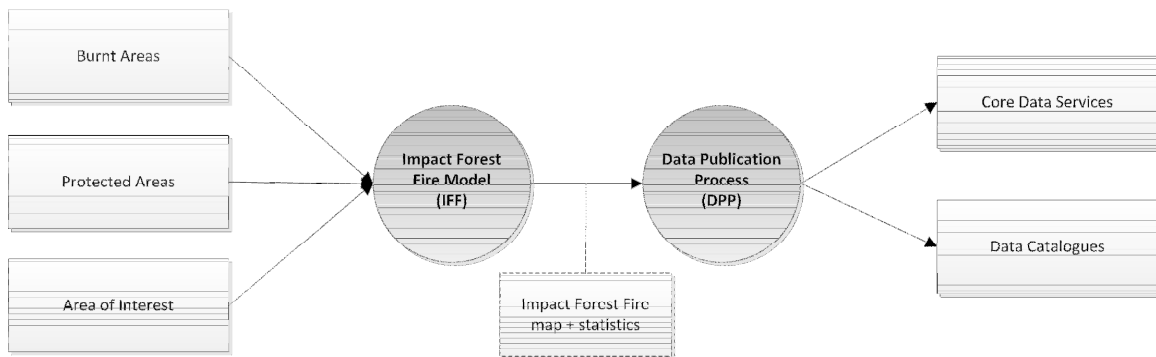 Burnt Areas
Protected Areas
Area of Interest
Impact Forest
Fire Model
(IFF)
Impact Forest Fire
map + statistics
Data Publication
Process
(DPP)
Core Data Services
Data Catalogues